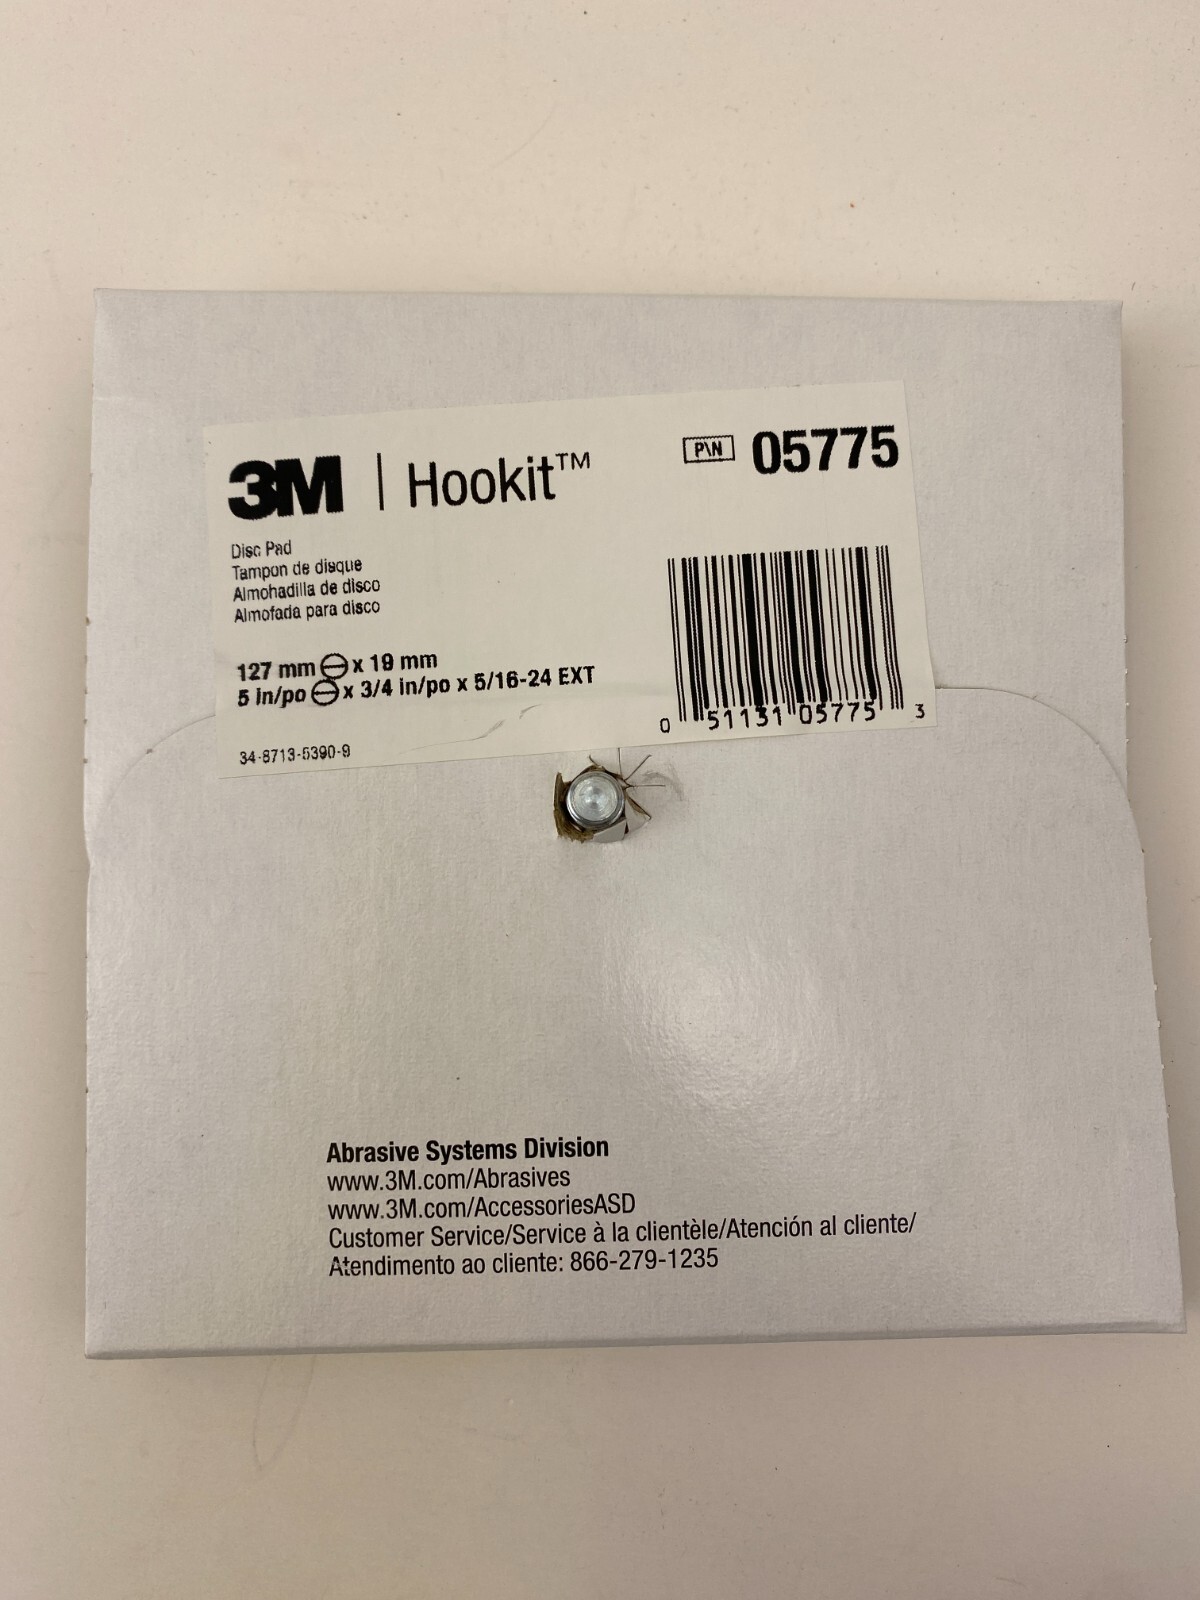 3M | Hookit™
P\N 05775
Disc Pad
Tampon de disque
Almohadilla de disco
Almofada para disco
127 mm ⊖ x 19 mm
5 in/po ⊖ x 3/4 in/po x 5/16-24 EXT
34-8713-5390-9
0 51131 05775 3
Abrasive Systems Division
www.3M.com/Abrasives
www.3M.com/AccessoriesASD
Customer Service/Service à la clientèle/Atención al cliente/
Atendimento ao cliente: 866-279-1235